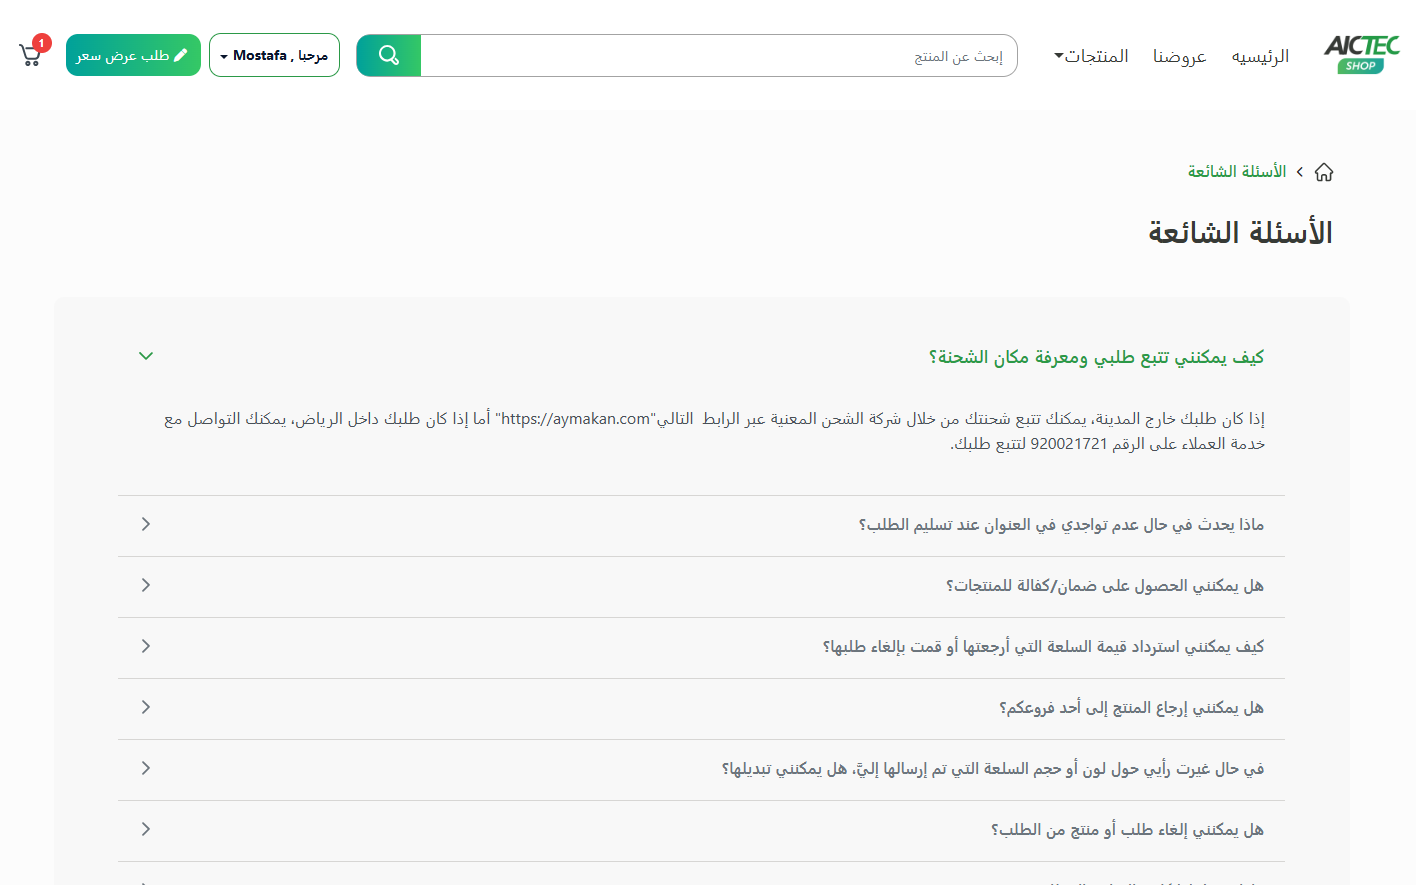 AICTEC
SHOP
الرئيسيه
عروضنا
المنتجات
إبحث عن المنتج
مرحبا , Mostafa
طلب عرض سعر
1
الأسئلة الشائعة
الأسئلة الشائعة
كيف يمكنني تتبع طلبي ومعرفة مكان الشحنة؟
إذا كان طلبك خارج المدينة، يمكنك تتبع شحنتك من خلال شركة الشحن المعنية عبر الرابط التالي"https://aymakan.com" أما إذا كان طلبك داخل الرياض، يمكنك التواصل مع
خدمة العملاء على الرقم 920021721 لتتبع طلبك.
ماذا يحدث في حال عدم تواجدي في العنوان عند تسليم الطلب؟
هل يمكنني الحصول على ضمان/كفالة للمنتجات؟
كيف يمكنني استرداد قيمة السلعة التي أرجعتها أو قمت بإلغاء طلبها؟
هل يمكنني إرجاع المنتج إلى أحد فروعكم؟
في حال غيرت رأيي حول لون أو حجم السلعة التي تم إرسالها إليَّ، هل يمكنني تبديلها؟
هل يمكنني إلغاء طلب أو منتج من الطلب؟